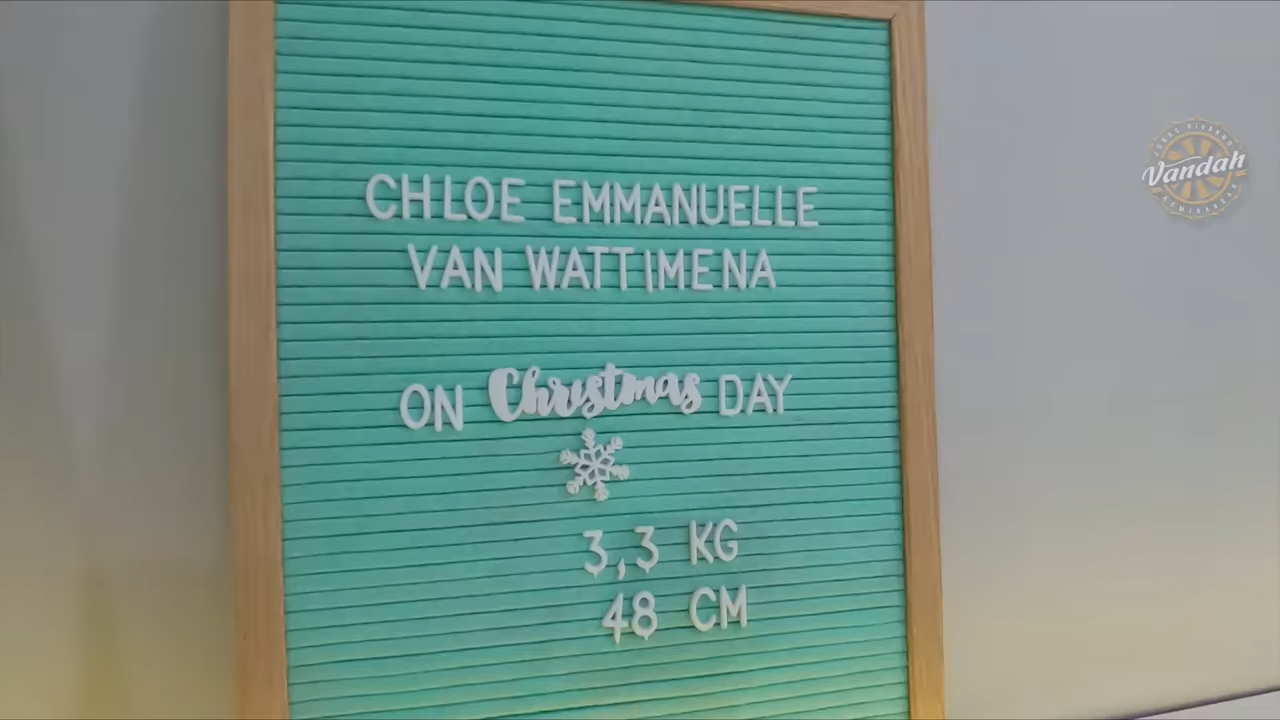 CHLOE EMMANUELLE
VAN WATTIMENA
ON Christmas DAY
3,3 KG
48 CM
Vandah